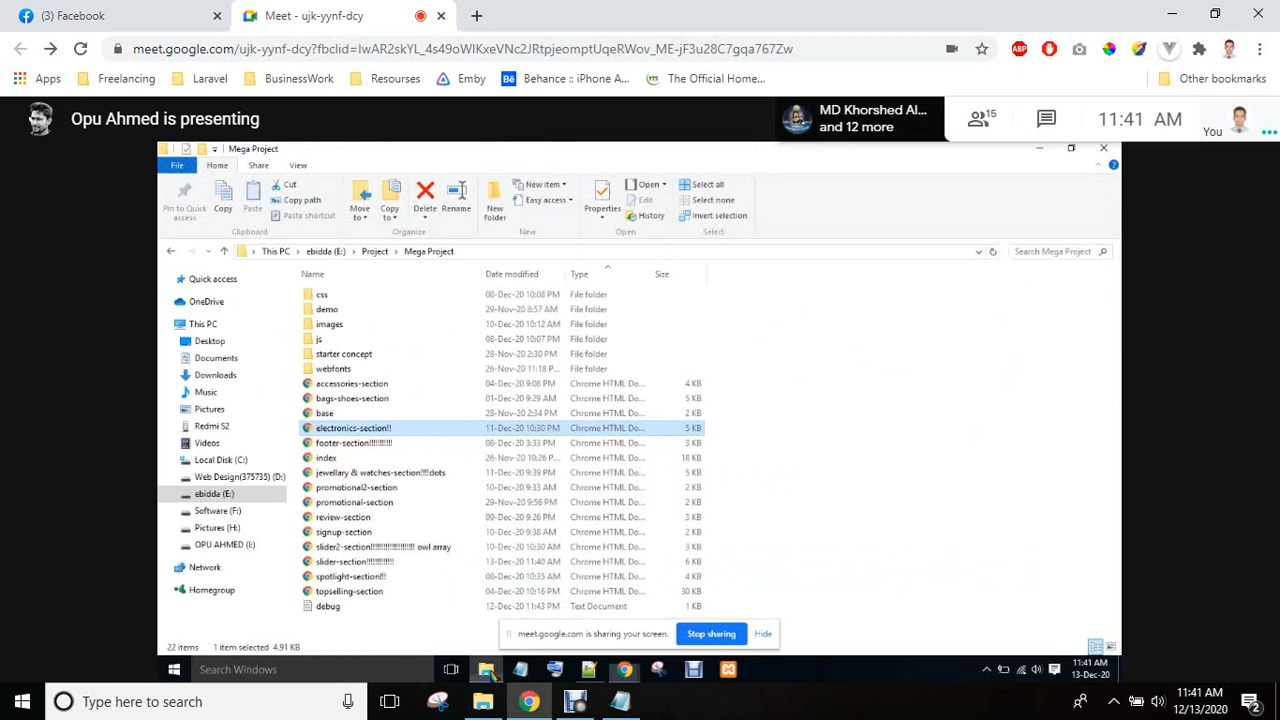 (3) Facebook
Meet - ujk-yynf-dcy
meet.google.com/ujk-yynf-dcy?fbclid=IwAR2skYL_4s49oWIKxeVNc2JRtpjeomptUqeRWov_ME-jF3u28C7gqa767Zw
ABP
Apps
Freelancing
Laravel
BusinessWork
Resourses
Emby
Behance :: iPhone A...
The Official Home...
Other bookmarks
Opu Ahmed is presenting
MD Khorshed Al...
and 12 more
15
11:41 AM
You
Mega Project
File
Home
Share
View
Pin to Quick access
Copy
Paste
Cut
Copy path
Paste shortcut
Clipboard
Move to
Copy to
Delete
Rename
Organize
New folder
New item
Easy access
New
Properties
Open
Edit
History
Open
Select all
Select none
Invert selection
Select
This PC
ebidda (E:)
Project
Mega Project
Search Mega Project
Name
Date modified
Type
Size
Quick access
OneDrive
This PC
Desktop
Documents
Downloads
Music
Pictures
Redmi S2
Videos
Local Disk (C:)
Web Design(375735) (D:)
ebidda (E:)
Software (F:)
Pictures (H:)
OPU AHMED (I:)
Network
Homegroup
css 08-Dec-20 10:08 PM File folder
demo 29-Nov-20 8:57 AM File folder
images 10-Dec-20 10:12 AM File folder
js 08-Dec-20 10:07 PM File folder
starter concept 28-Nov-20 2:30 PM File folder
webfonts 26-Nov-20 11:18 P... File folder
accessories-section 04-Dec-20 9:08 PM Chrome HTML Do... 4 KB
bags-shoes-section 01-Dec-20 9:29 AM Chrome HTML Do... 5 KB
base 28-Nov-20 2:34 PM Chrome HTML Do... 2 KB
electronics-section!! 11-Dec-20 10:30 PM Chrome HTML Do... 5 KB
footer-section!!!!!!!!!! 08-Dec-20 3:33 PM Chrome HTML Do... 3 KB
index 26-Nov-20 10:26 P... Chrome HTML Do... 18 KB
jewellary & watches-section!!!!dots 11-Dec-20 9:39 PM Chrome HTML Do... 5 KB
promotional2-section 10-Dec-20 9:33 AM Chrome HTML Do... 2 KB
promotional-section 29-Nov-20 9:56 PM Chrome HTML Do... 2 KB
review-section 09-Dec-20 9:26 PM Chrome HTML Do... 3 KB
signup-section 10-Dec-20 9:38 AM Chrome HTML Do... 2 KB
slider2-section!!!!!!!!!!!!!!!!!!!! owl array 10-Dec-20 10:30 AM Chrome HTML Do... 3 KB
slider-section!!!!!!!!!!!! 13-Dec-20 11:40 AM Chrome HTML Do... 6 KB
spotlight-section!!! 08-Dec-20 10:35 AM Chrome HTML Do... 4 KB
topselling-section 04-Dec-20 10:16 PM Chrome HTML Do... 30 KB
debug 12-Dec-20 11:43 PM Text Document 1 KB
meet.google.com is sharing your screen.
Stop sharing
Hide
22 items
1 item selected 4.91 KB
Search Windows
11:41 AM
13-Dec-20
Type here to search
11:41 AM
12/13/2020
2